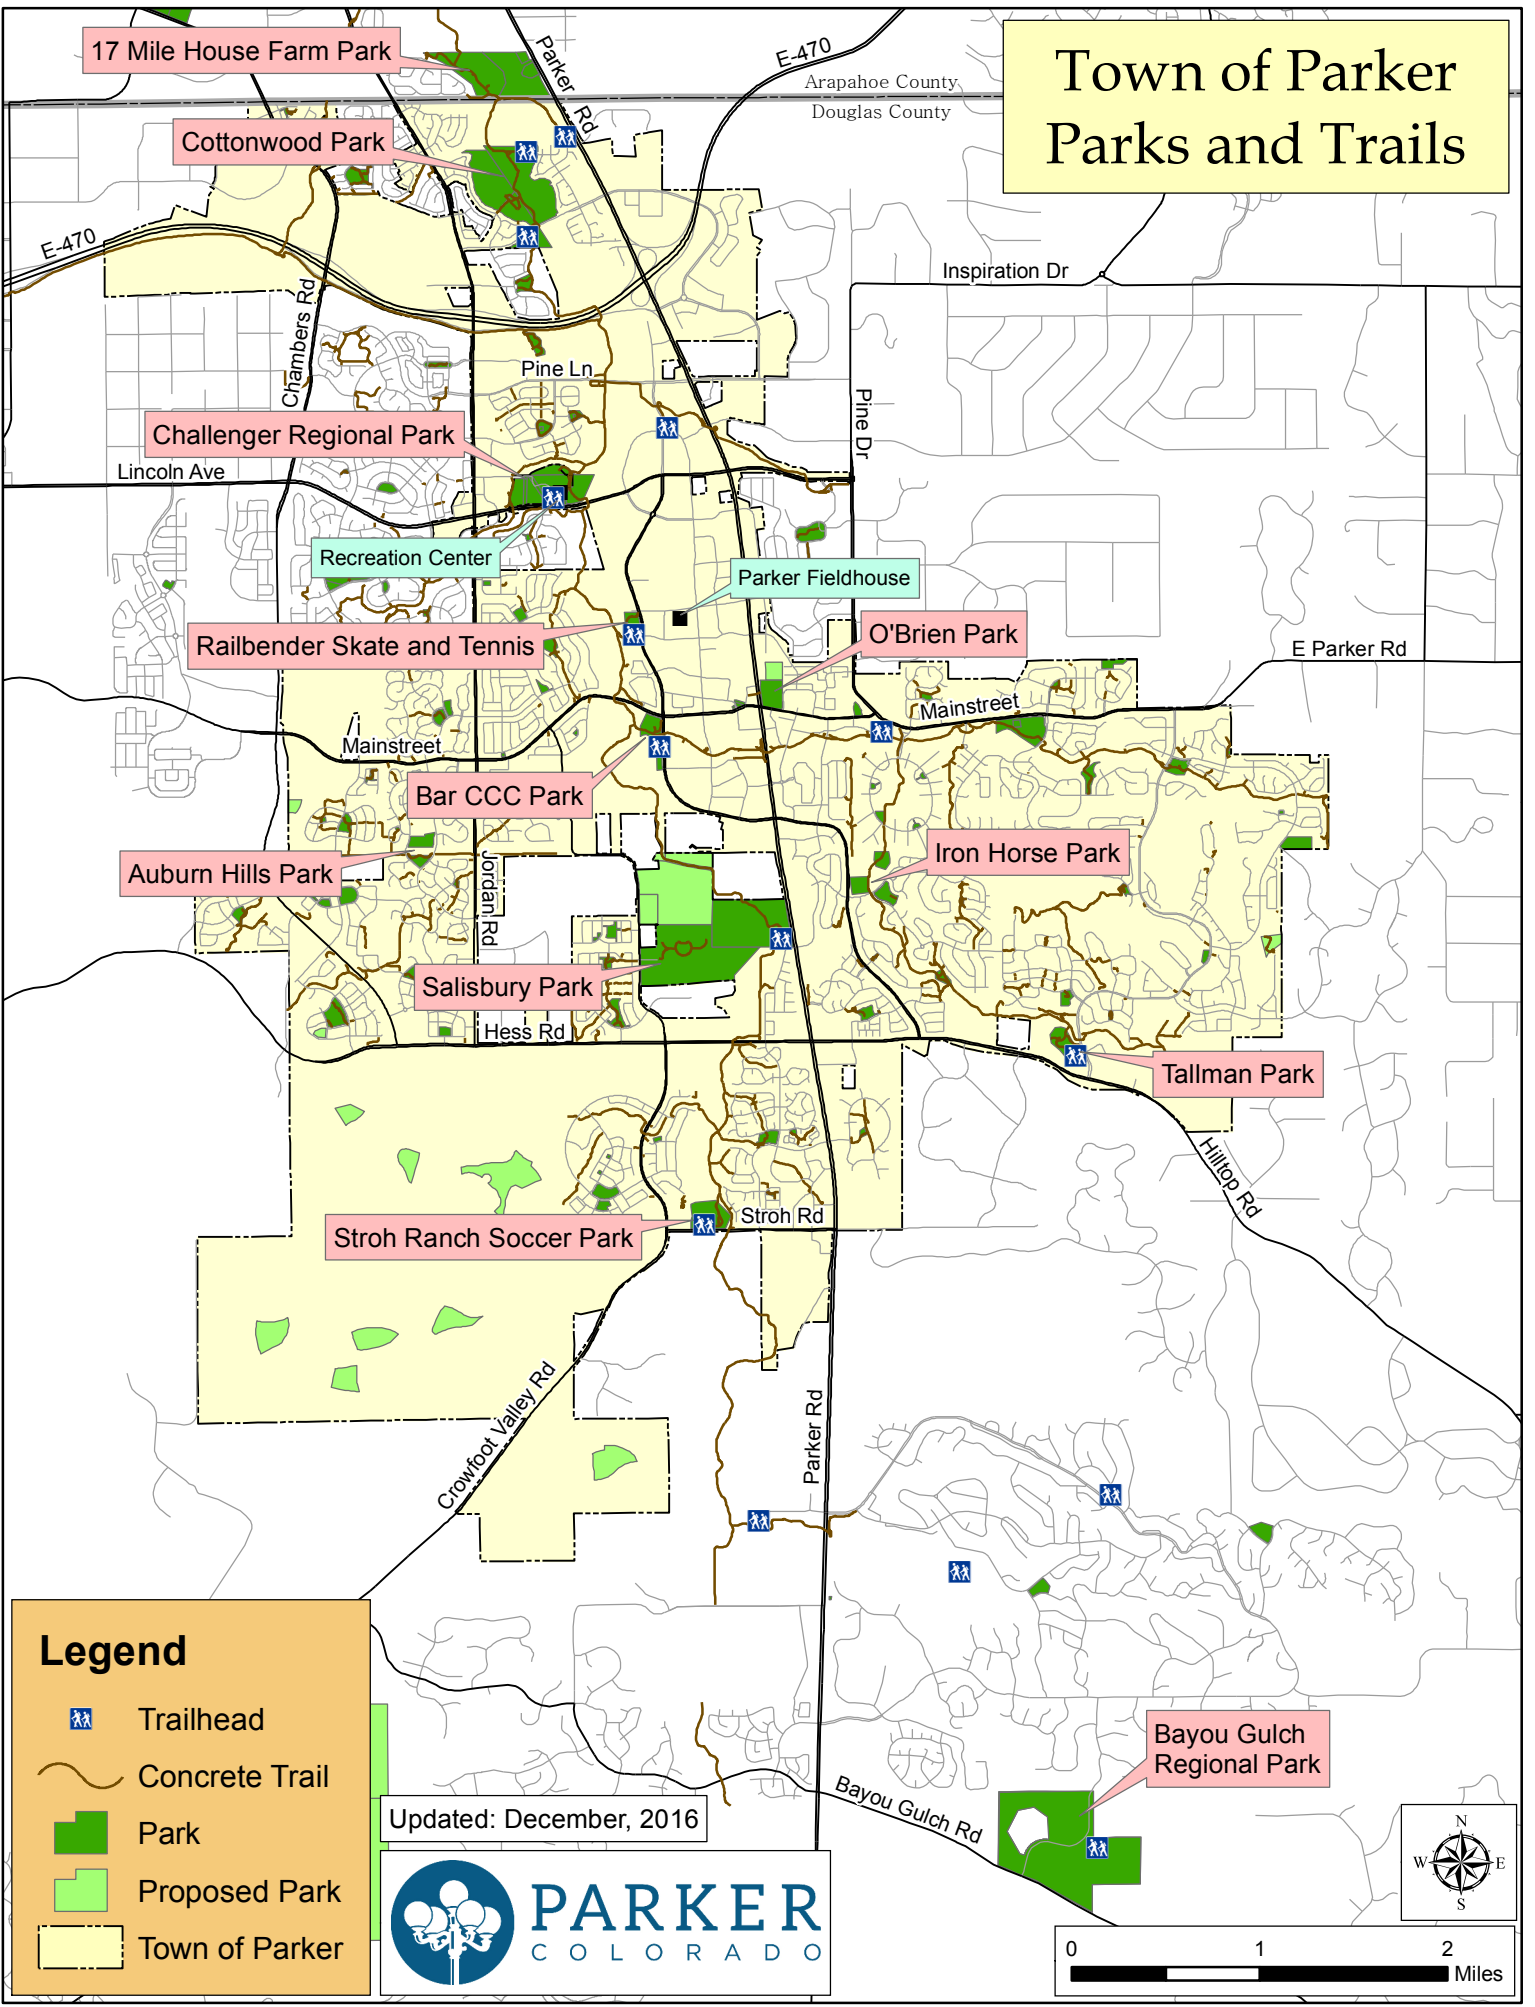 Town of Parker
Parks and Trails
17 Mile House Farm Park
Parker Rd
E-470
Arapahoe County
Douglas County
Cottonwood Park
E-470
Inspiration Dr
Chambers Rd
Pine Ln
Pine Dr
Challenger Regional Park
Lincoln Ave
Recreation Center
Parker Fieldhouse
Railbender Skate and Tennis
O'Brien Park
E Parker Rd
Mainstreet
Mainstreet
Bar CCC Park
Iron Horse Park
Auburn Hills Park
Jordan Rd
Salisbury Park
Hess Rd
Tallman Park
Hilltop Rd
Stroh Rd
Stroh Ranch Soccer Park
Crowfoot Valley Rd
Parker Rd
Legend
Trailhead
Concrete Trail
Park
Proposed Park
Town of Parker
Updated: December, 2016
PARKER
COLORADO
Bayou Gulch
Regional Park
Bayou Gulch Rd
N
W E
S
0 1 2
Miles